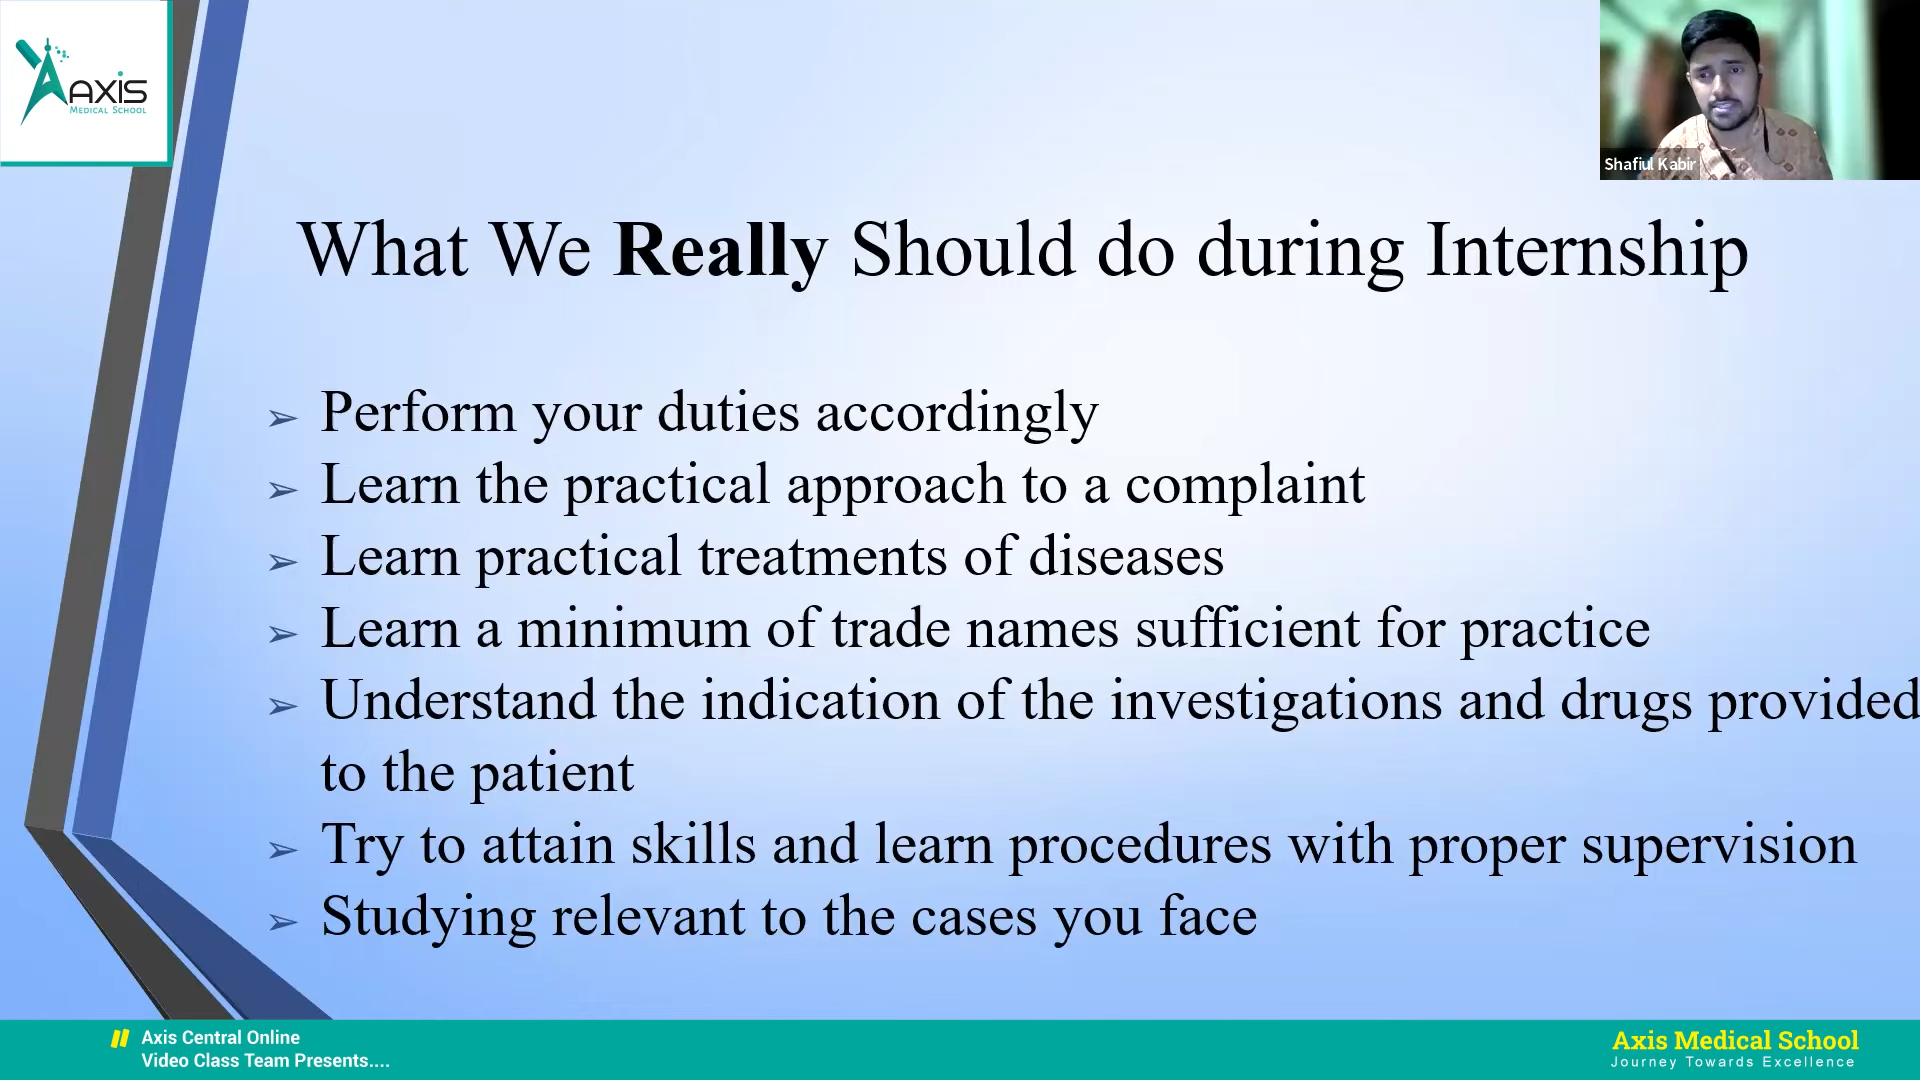 AXIS
MEDICAL SCHOOL
Shafiul Kabir
What We Really Should do during Internship
➢ Perform your duties accordingly
➢ Learn the practical approach to a complaint
➢ Learn practical treatments of diseases
➢ Learn a minimum of trade names sufficient for practice
➢ Understand the indication of the investigations and drugs provided
to the patient
➢ Try to attain skills and learn procedures with proper supervision
➢ Studying relevant to the cases you face
Axis Central Online
Video Class Team Presents....
Axis Medical School
Journey Towards Excellence